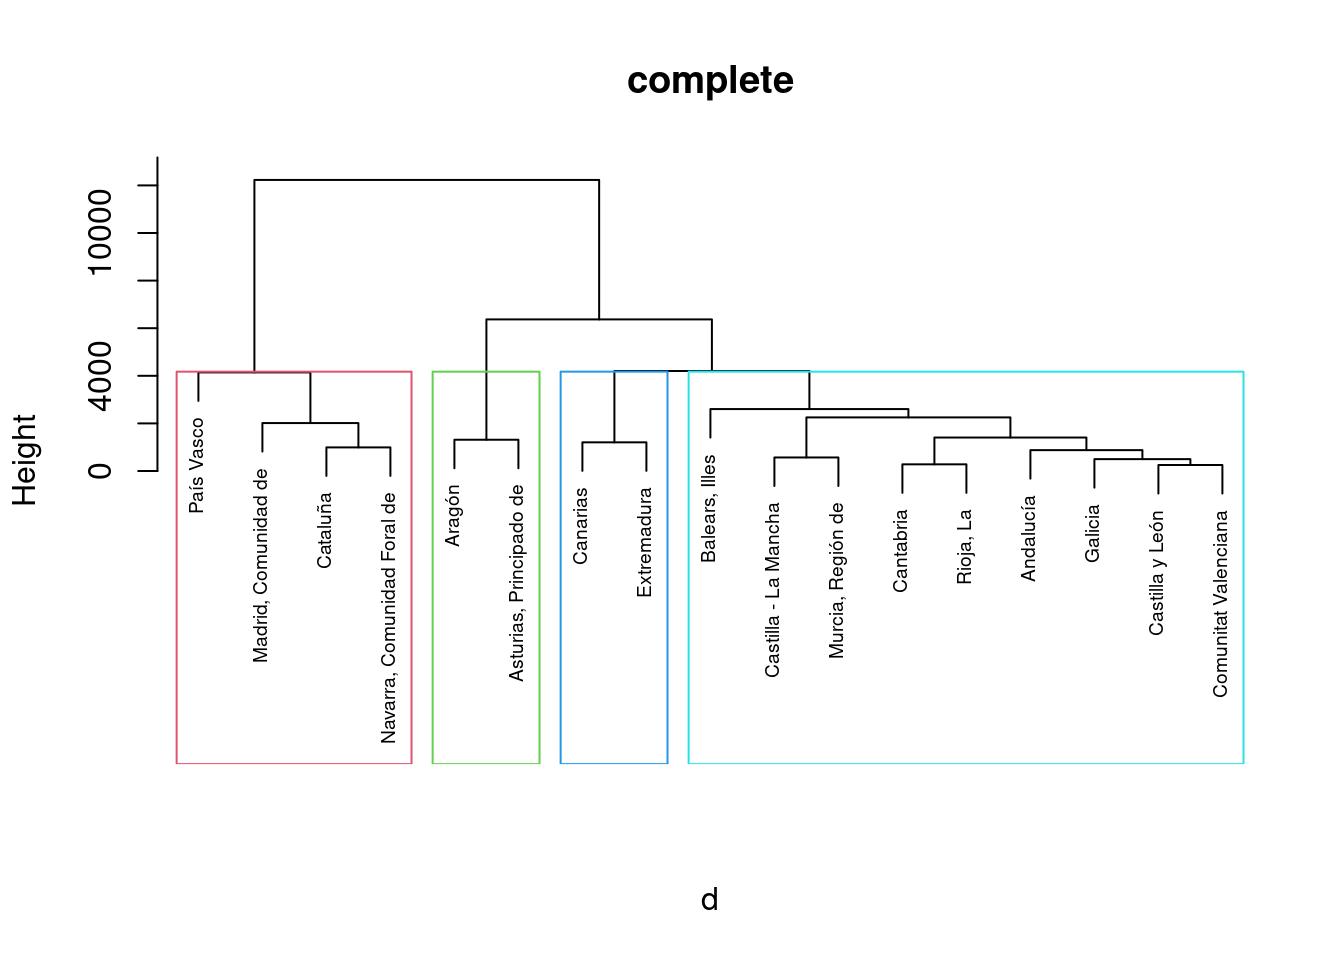 complete
Height
10000
4000
0
País Vasco
Madrid, Comunidad de
Cataluña
Navarra, Comunidad Foral de
Aragón
Asturias, Principado de
Canarias
Extremadura
Balears, Illes
Castilla - La Mancha
Murcia, Región de
Cantabria
Rioja, La
Andalucía
Galicia
Castilla y León
Comunitat Valenciana
d